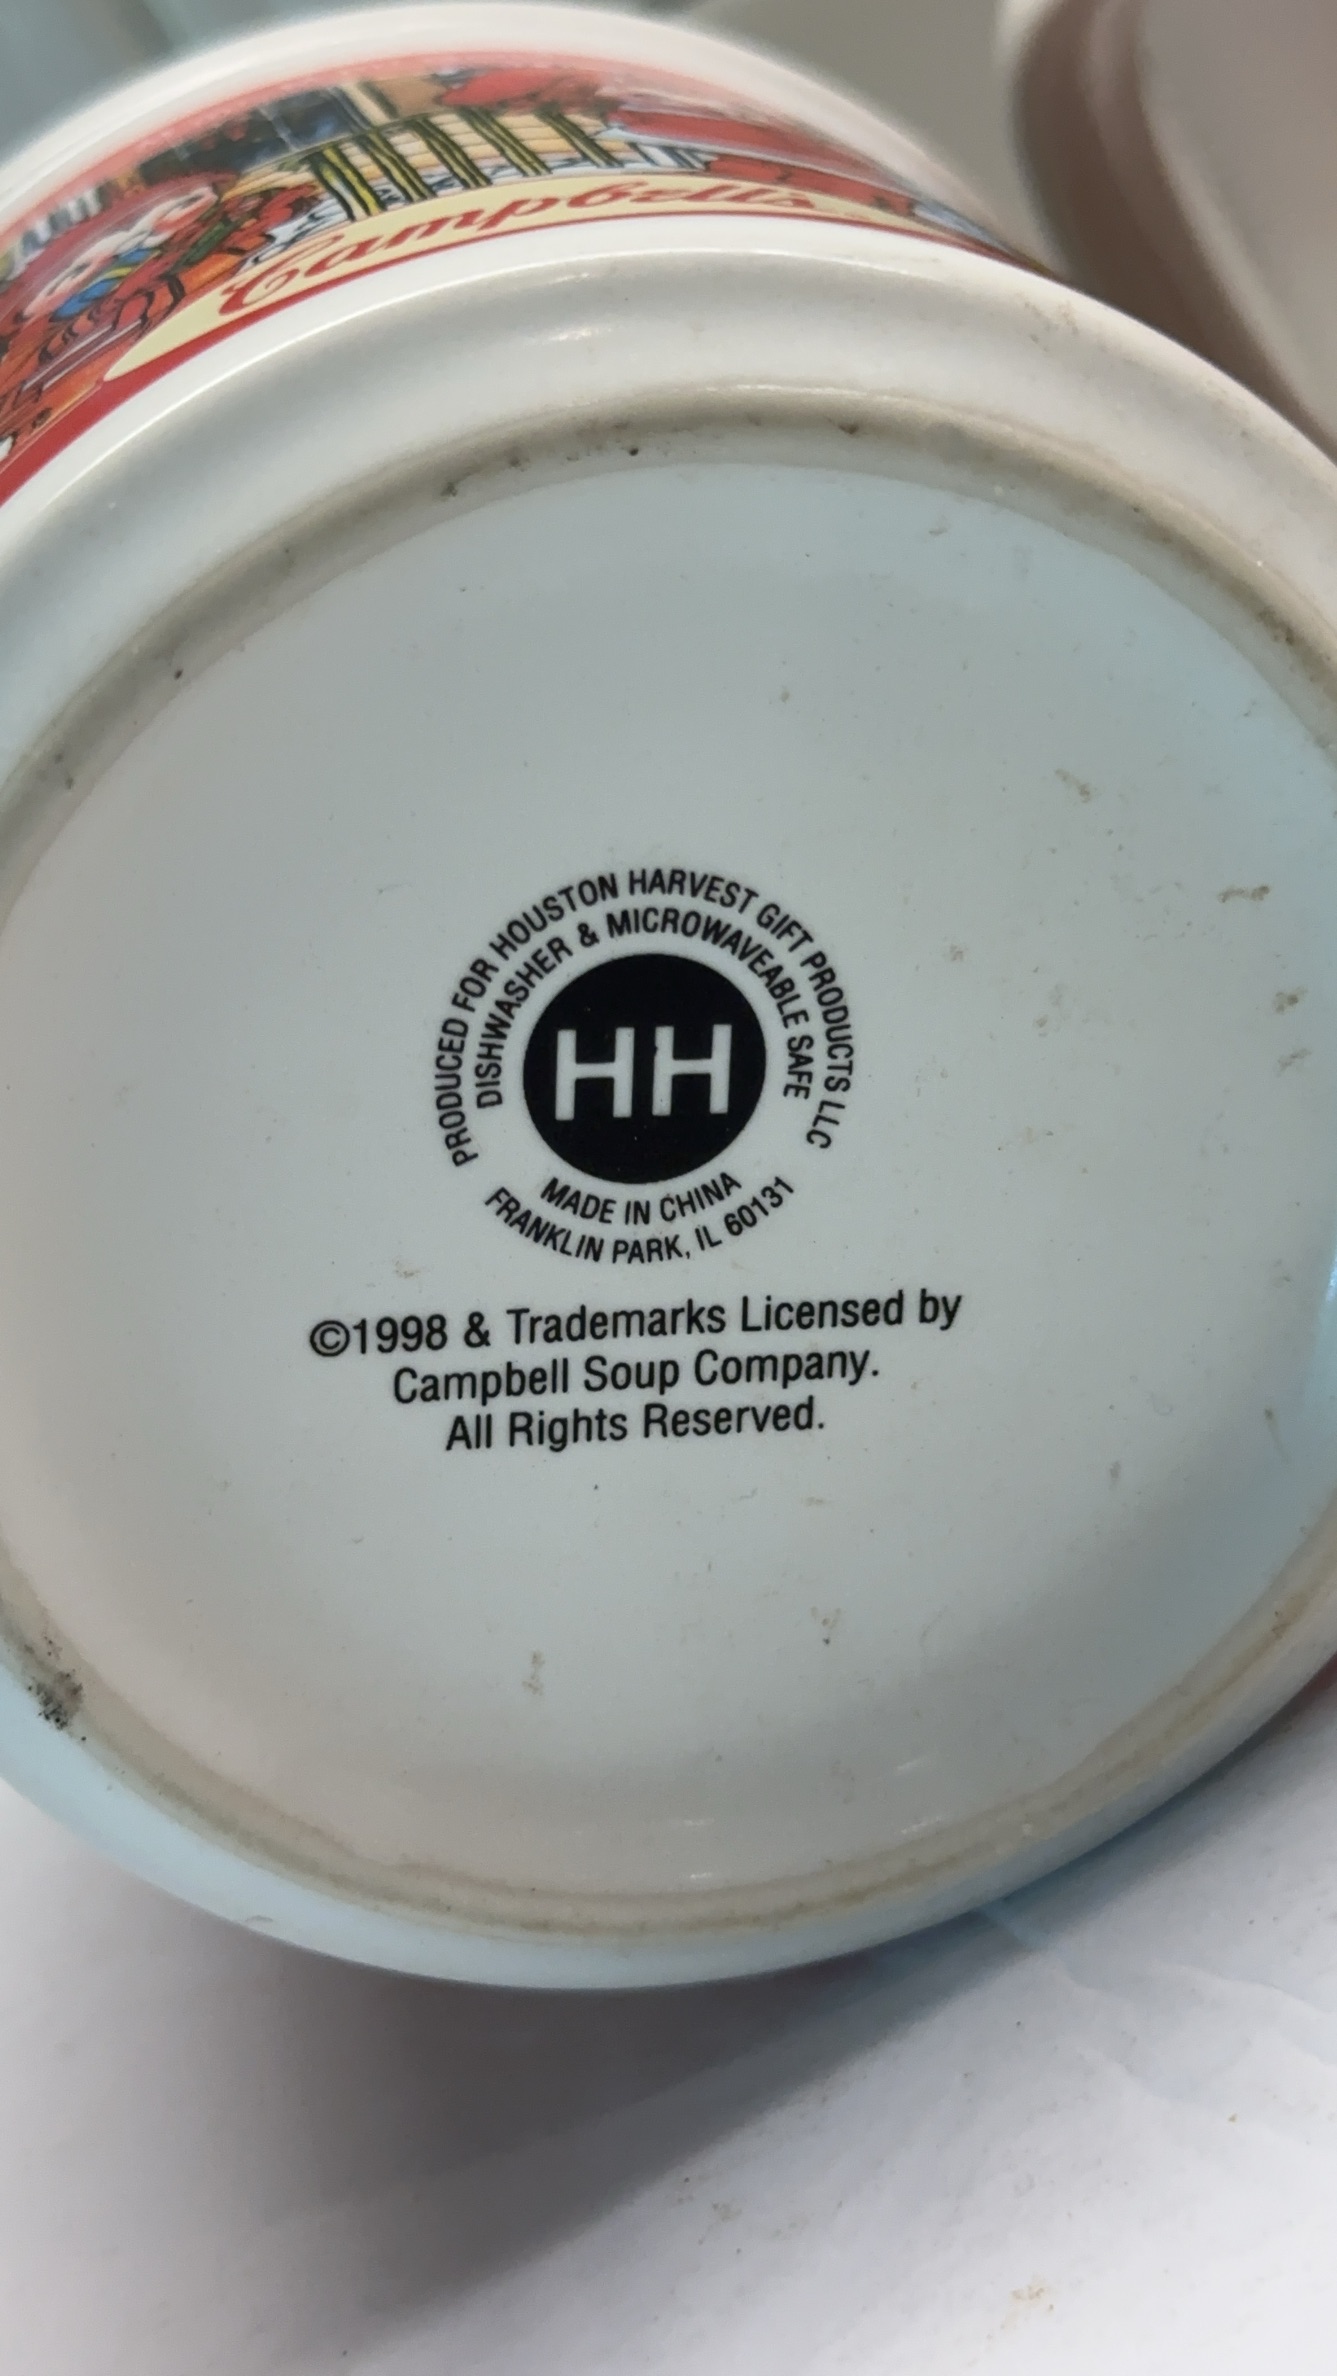 Campbell's
PRODUCED FOR HOUSTON HARVEST GIFT PRODUCTS LLC
DISHWASHER & MICROWAVEABLE SAFE
HH
MADE IN CHINA
FRANKLIN PARK, IL 60131
©1998 & Trademarks Licensed by
Campbell Soup Company.
All Rights Reserved.